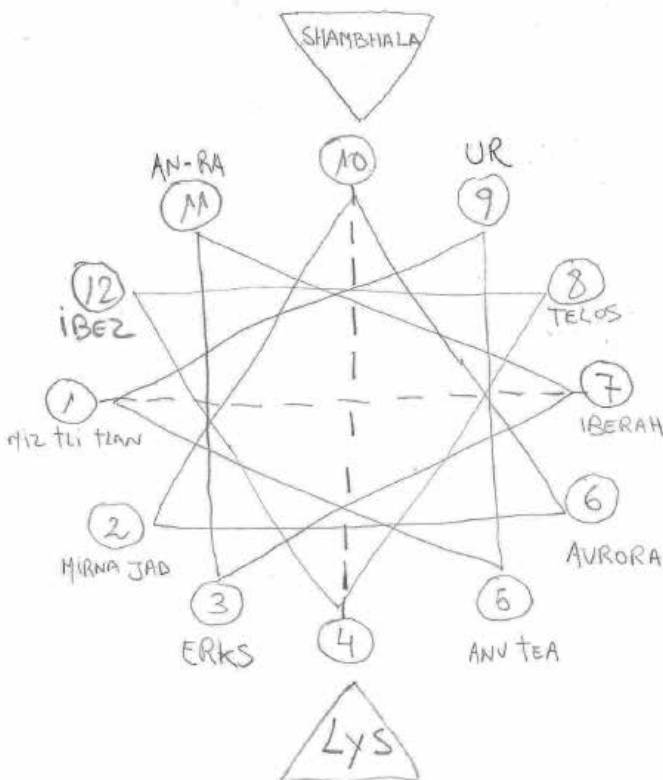 SHAMBHALA
10
AN-RA
11
UR
9
12
IBEZ
8
TELOS
1
MIZ TLI TLAN
7
IBERAH
2
MIRNA JAD
6
AURORA
3
ERKS
4
5
ANU TEA
LyS